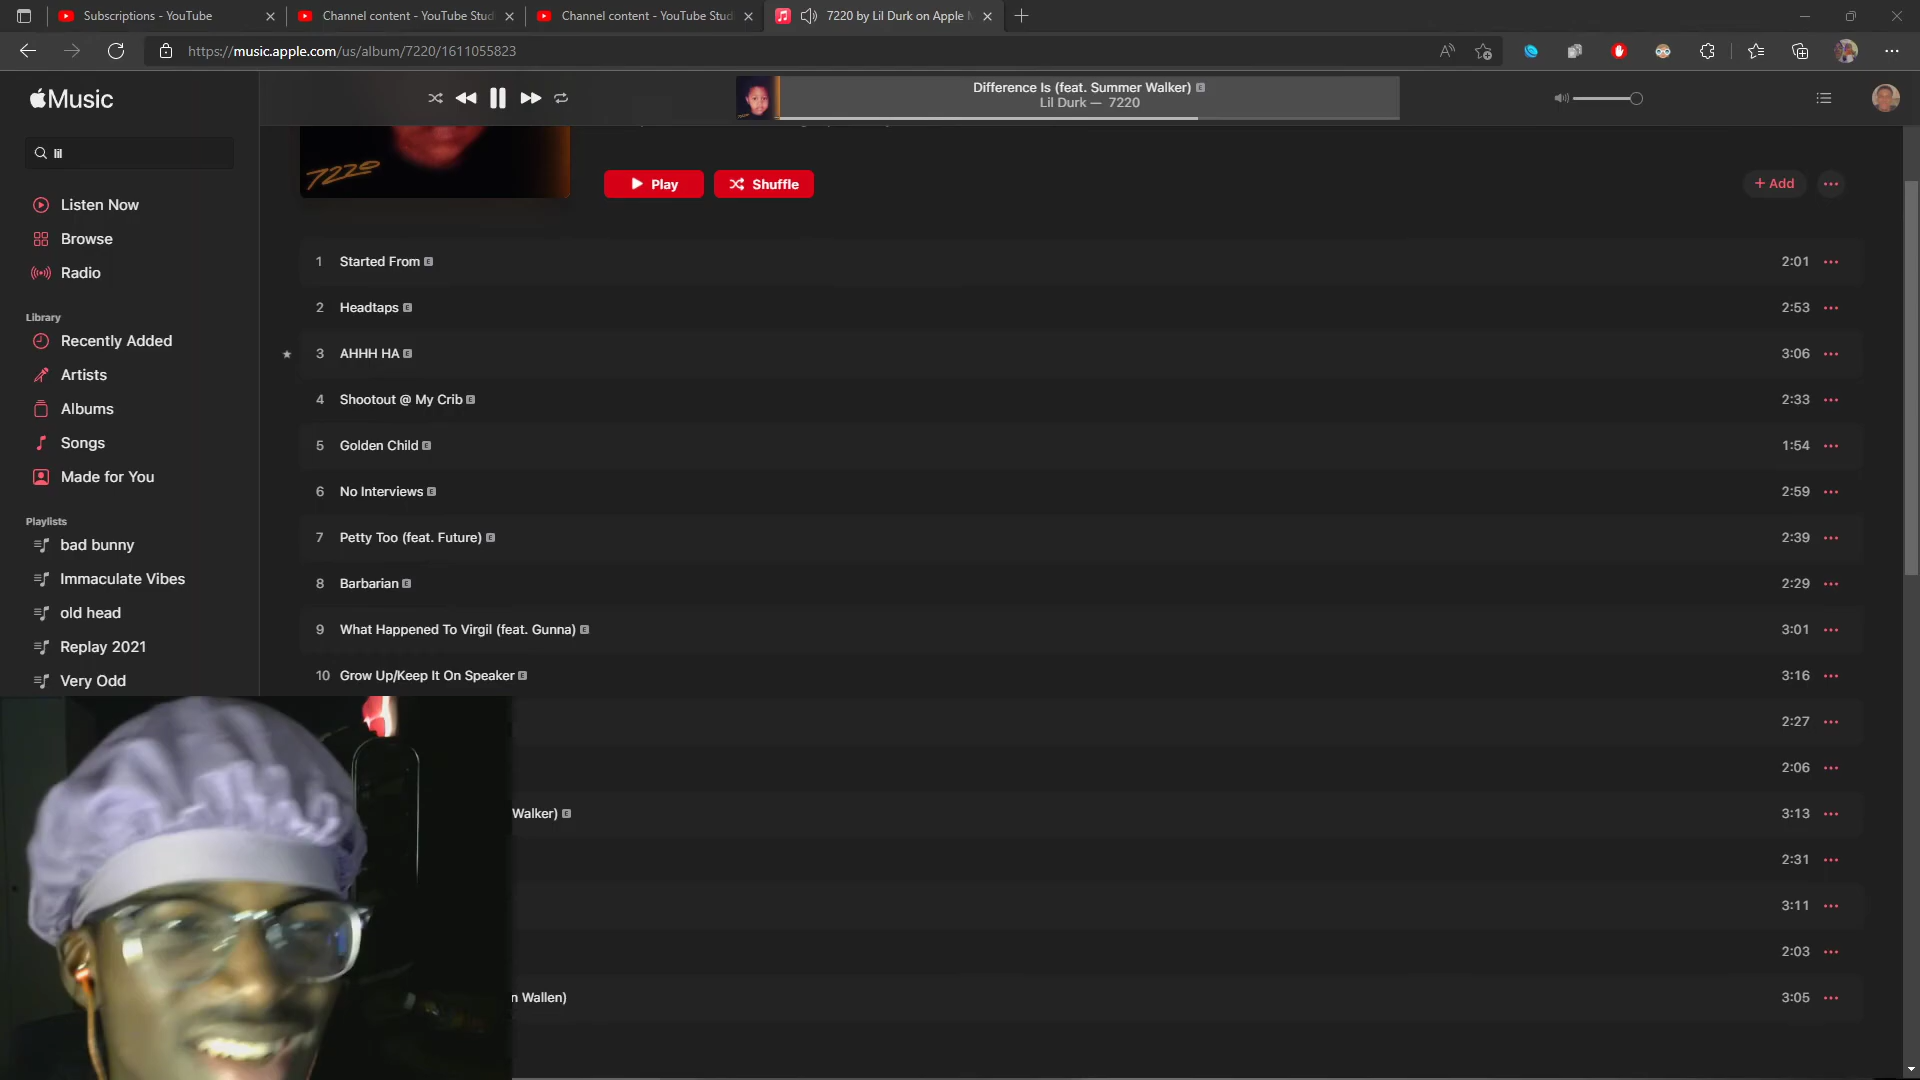 Subscriptions - YouTube
Channel content - YouTube Stud
Channel content - YouTube Stud
7220 by Lil Durk on Apple M
https://music.apple.com/us/album/7220/1611055823
Music
lil
Listen Now
Browse
Radio
Library
Recently Added
Artists
Albums
Songs
Made for You
Playlists
bad bunny
Immaculate Vibes
old head
Replay 2021
Very Odd
Difference Is (feat. Summer Walker) E
Lil Durk — 7220
7220
Play
Shuffle
+ Add
1 Started From E 2:01
2 Headtaps E 2:53
★ 3 AHHH HA E 3:06
4 Shootout @ My Crib E 2:33
5 Golden Child E 1:54
6 No Interviews E 2:59
7 Petty Too (feat. Future) E 2:39
8 Barbarian E 2:29
9 What Happened To Virgil (feat. Gunna) E 3:01
10 Grow Up/Keep It On Speaker E 3:16
2:27
2:06
Walker) E 3:13
2:31
3:11
2:03
n Wallen) 3:05